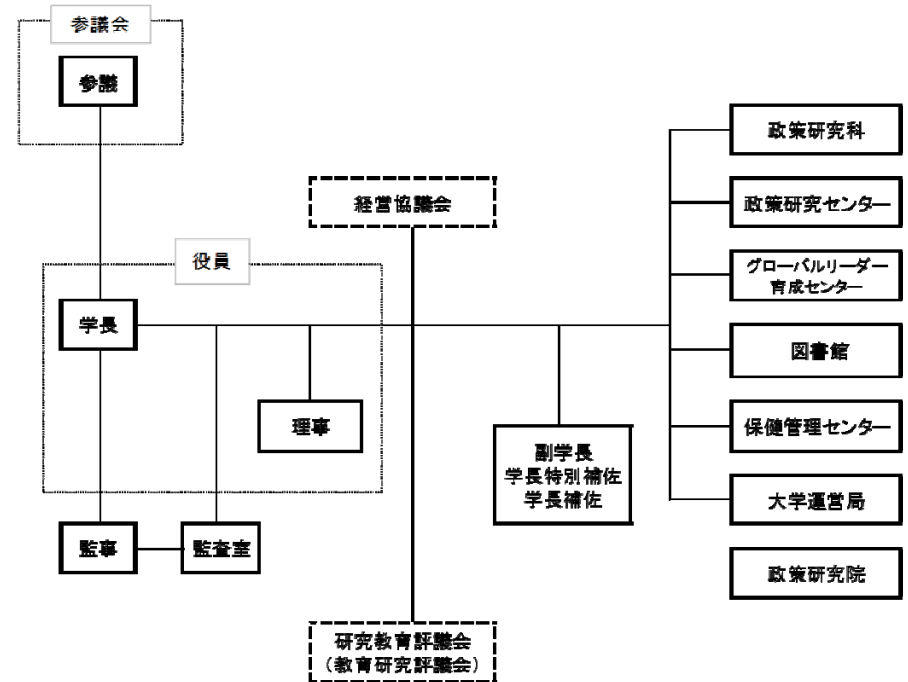 参議会
参議
政策研究科
経営協議会
政策研究センター
役員
グローバルリーダー
育成センター
学長
図書館
理事
保健管理センター
副学長
学長特別補佐
学長補佐
大学運営局
監事
監査室
政策研究院
研究教育評議会
（教育研究評議会）